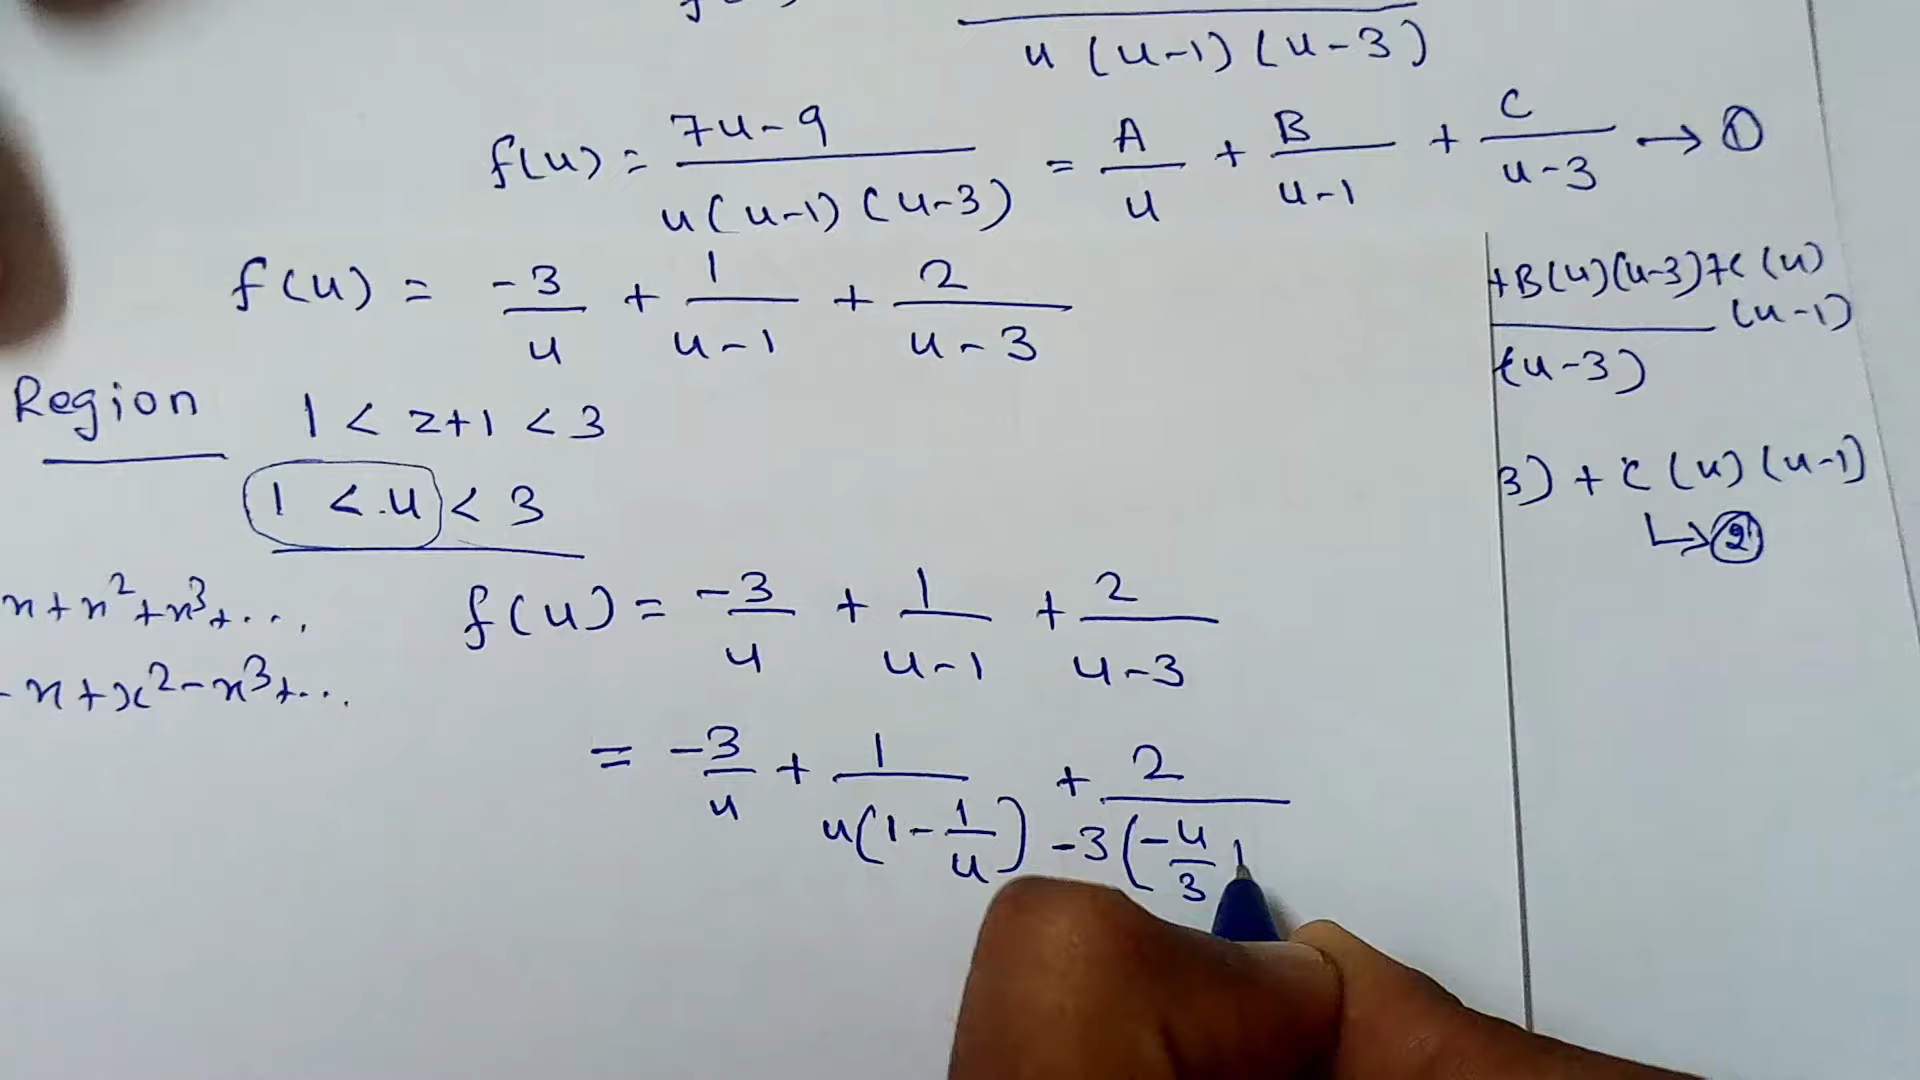 u (u-1) (u-3)
f(u) = 7u-9 / u(u-1)(u-3) = A/u + B/u-1 + C/u-3 → ①
f(u) = -3/u + 1/u-1 + 2/u-3
+B(u)(u-3)+C(u)
(u-1)
(u-3)
Region 1 < z+1 < 3
1 < u < 3
3) + C(u)(u-1)
↳ ②
x+x²+x³+...
-x+x²-x³+...
f(u) = -3/u + 1/u-1 + 2/u-3
= -3/u + 1/u(1-1/u) + 2/-3(-u/3